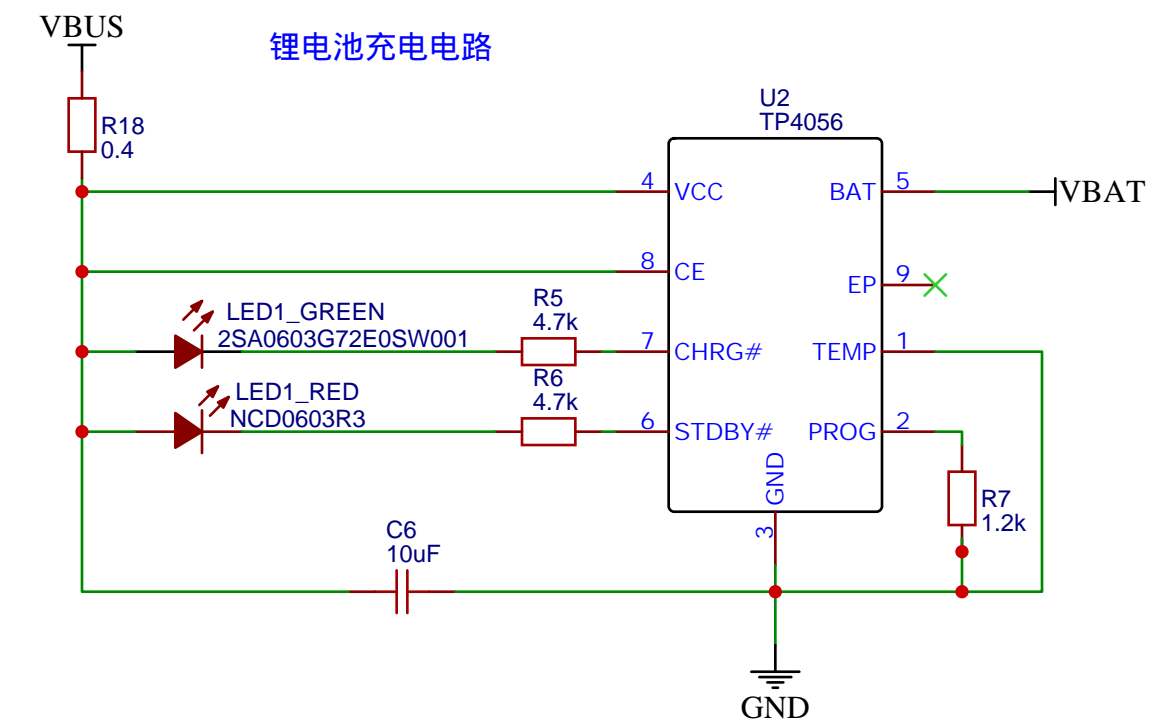 VBUS
锂电池充电电路
R18
0.4
U2
TP4056
4
VCC
BAT
5
VBAT
8
CE
EP
9
LED1_GREEN
2SA0603G72E0SW001
R5
4.7k
7
CHRG#
TEMP
1
LED1_RED
NCD0603R3
R6
4.7k
6
STDBY#
PROG
2
GND
3
R7
1.2k
C6
10uF
GND